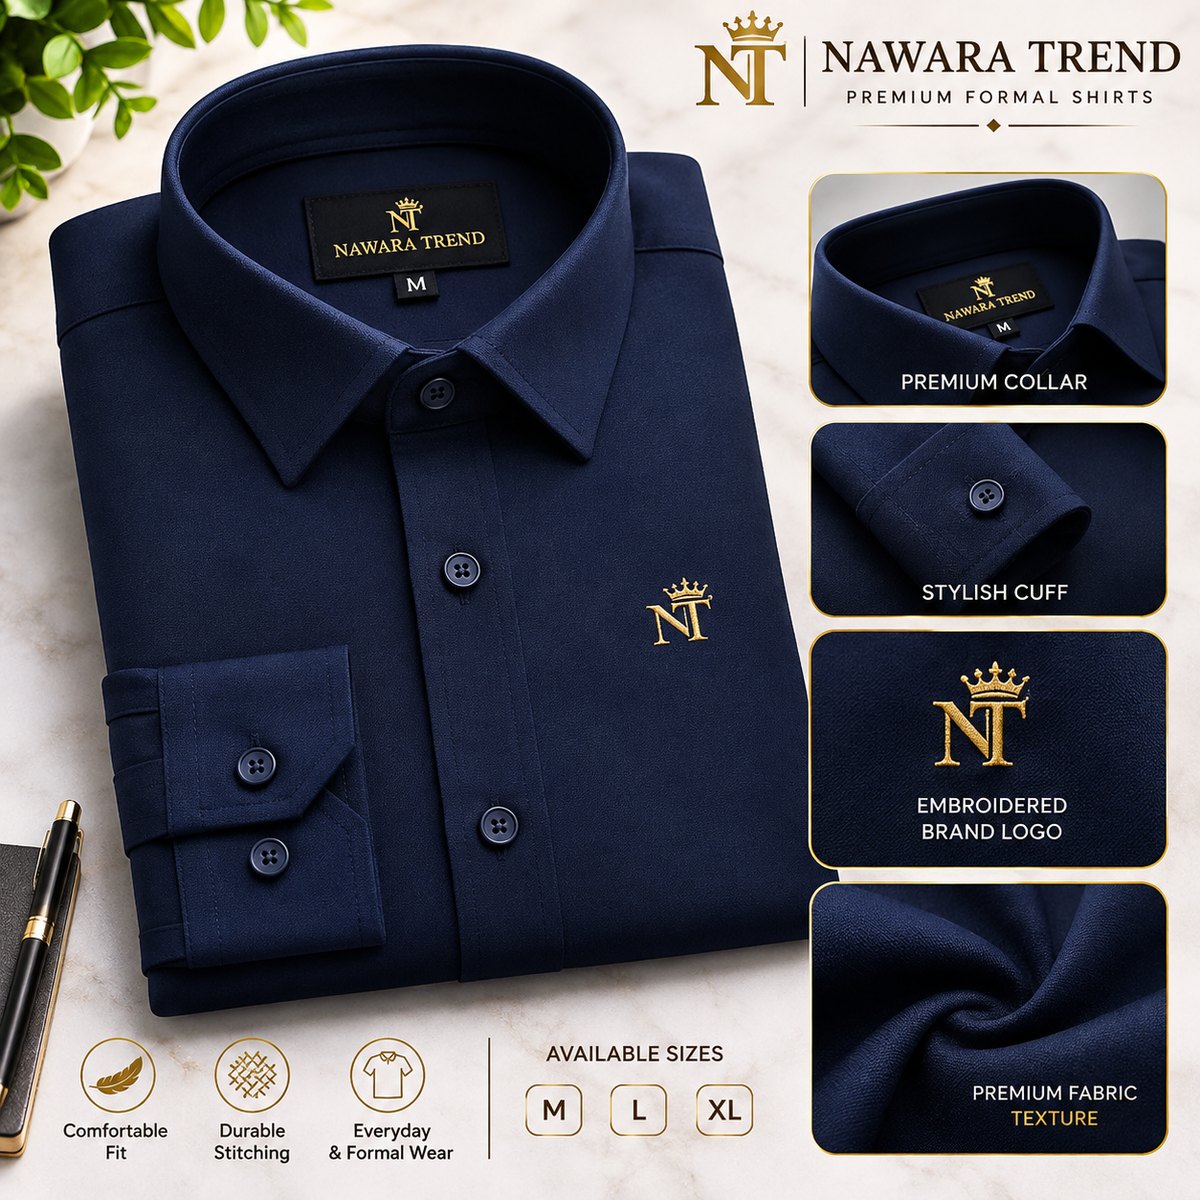 NT
NAWARA TREND
PREMIUM FORMAL SHIRTS
NT
NAWARA TREND
M
NT
NT
NAWARA TREND
M
PREMIUM COLLAR
STYLISH CUFF
NT
EMBROIDERED
BRAND LOGO
PREMIUM FABRIC
TEXTURE
Comfortable
Fit
Durable
Stitching
Everyday
& Formal Wear
AVAILABLE SIZES
M L XL